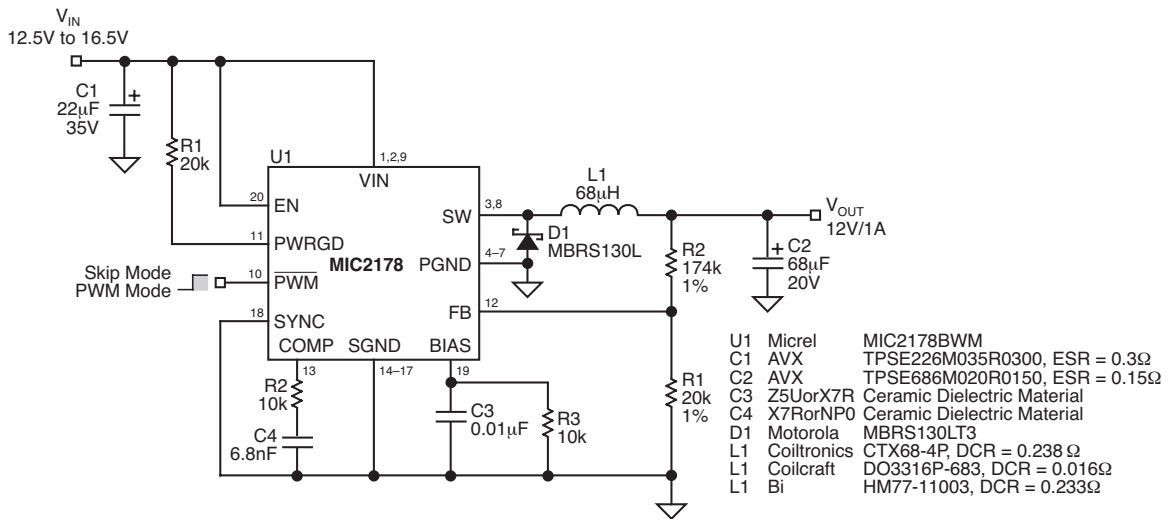 VIN
12.5V to 16.5V
C1
22µF
35V
+
R1
20k
U1
1,2,9
VIN
20
EN
11
PWRGD
MIC2178
Skip Mode
PWM Mode
10
PWM
18
SYNC
COMP
SGND
BIAS
13
14–17
19
SW
3,8
PGND
4–7
FB
12
L1
68µH
D1
MBRS130L
R2
174k
1%
VOUT
12V/1A
+
C2
68µF
20V
R2
10k
C4
6.8nF
C3
0.01µF
R3
10k
R1
20k
1%
U1 Micrel MIC2178BWM
C1 AVX TPSE226M035R0300, ESR = 0.3Ω
C2 AVX TPSE686M020R0150, ESR = 0.15Ω
C3 Z5UorX7R Ceramic Dielectric Material
C4 X7RorNP0 Ceramic Dielectric Material
D1 Motorola MBRS130LT3
L1 Coiltronics CTX68-4P, DCR = 0.238 Ω
L1 Coilcraft DO3316P-683, DCR = 0.016Ω
L1 Bi HM77-11003, DCR = 0.233Ω